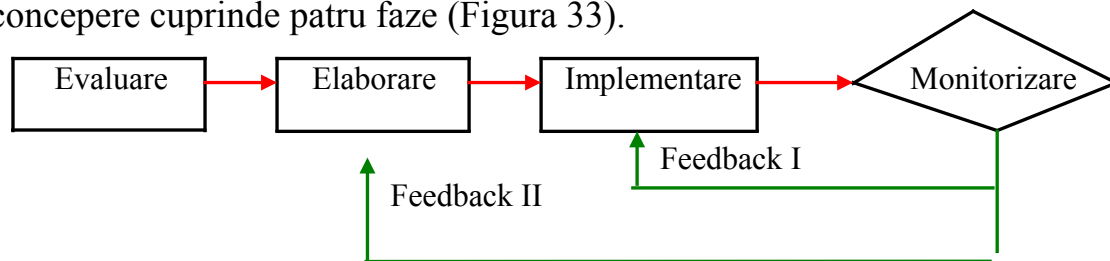 concepere cuprinde patru faze (Figura 33).
Evaluare Elaborare Implementare Monitorizare
Feedback I
Feedback II